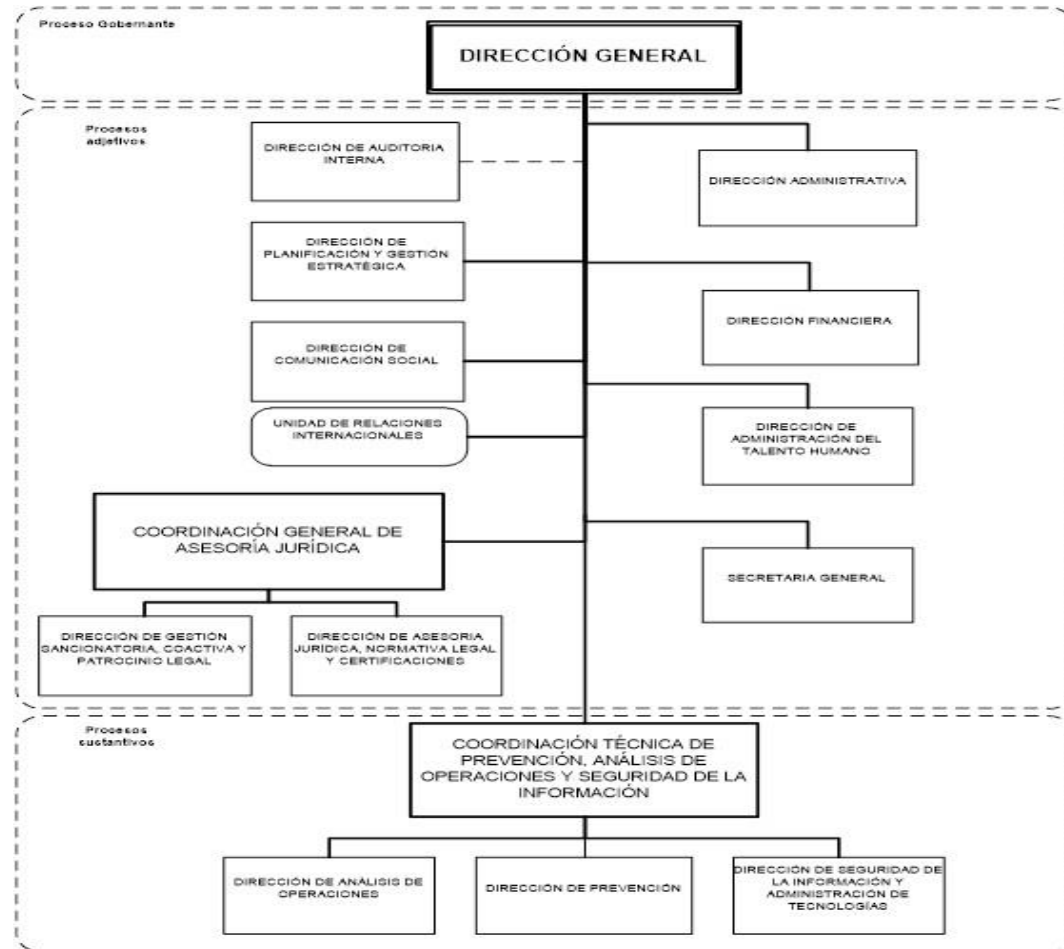 Proceso Gobernante
DIRECCIÓN GENERAL
Procesos
adjetivos
DIRECCIÓN DE AUDITORIA
INTERNA
DIRECCIÓN ADMINISTRATIVA
DIRECCIÓN DE
PLANIFICACIÓN Y GESTIÓN
ESTRATÉGICA
DIRECCIÓN FINANCIERA
DIRECCIÓN DE
COMUNICACIÓN SOCIAL
UNIDAD DE RELACIONES
INTERNACIONALES
DIRECCIÓN DE
ADMINISTRACIÓN DEL
TALENTO HUMANO
COORDINACIÓN GENERAL DE
ASESORÍA JURÍDICA
SECRETARIA GENERAL
DIRECCIÓN DE GESTIÓN
SANCIONATORIA, COACTIVA Y
PATROCINIO LEGAL
DIRECCIÓN DE ASESORIA
JURÍDICA, NORMATIVA LEGAL
Y CERTIFICACIONES
Procesos
sustantivos
COORDINACIÓN TÉCNICA DE
PREVENCIÓN, ANÁLISIS DE
OPERACIONES Y SEGURIDAD DE LA
INFORMACIÓN
DIRECCIÓN DE ANÁLISIS DE
OPERACIONES
DIRECCIÓN DE PREVENCIÓN
DIRECCIÓN DE SEGURIDAD DE
LA INFORMACIÓN Y
ADMINISTRACIÓN DE
TECNOLOGÍAS